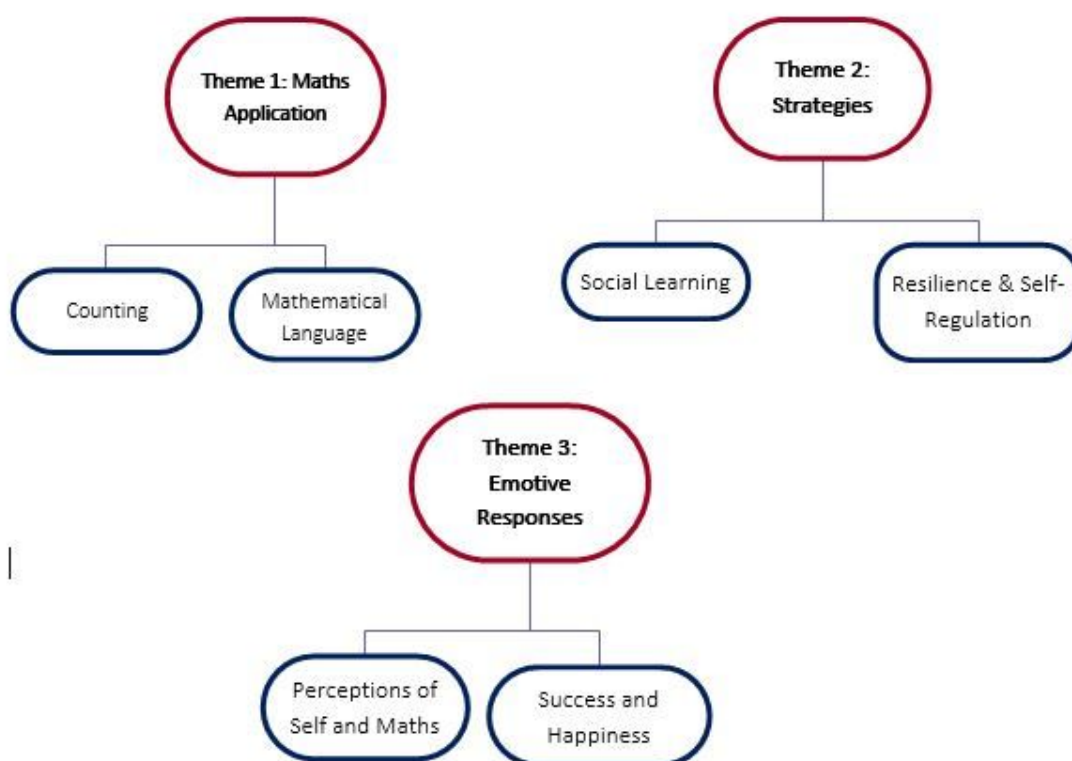 Theme 1: Maths
Application
Theme 2:
Strategies
Counting
Mathematical
Language
Social Learning
Resilience & Self-
Regulation
Theme 3:
Emotive
Responses
Perceptions of
Self and Maths
Success and
Happiness